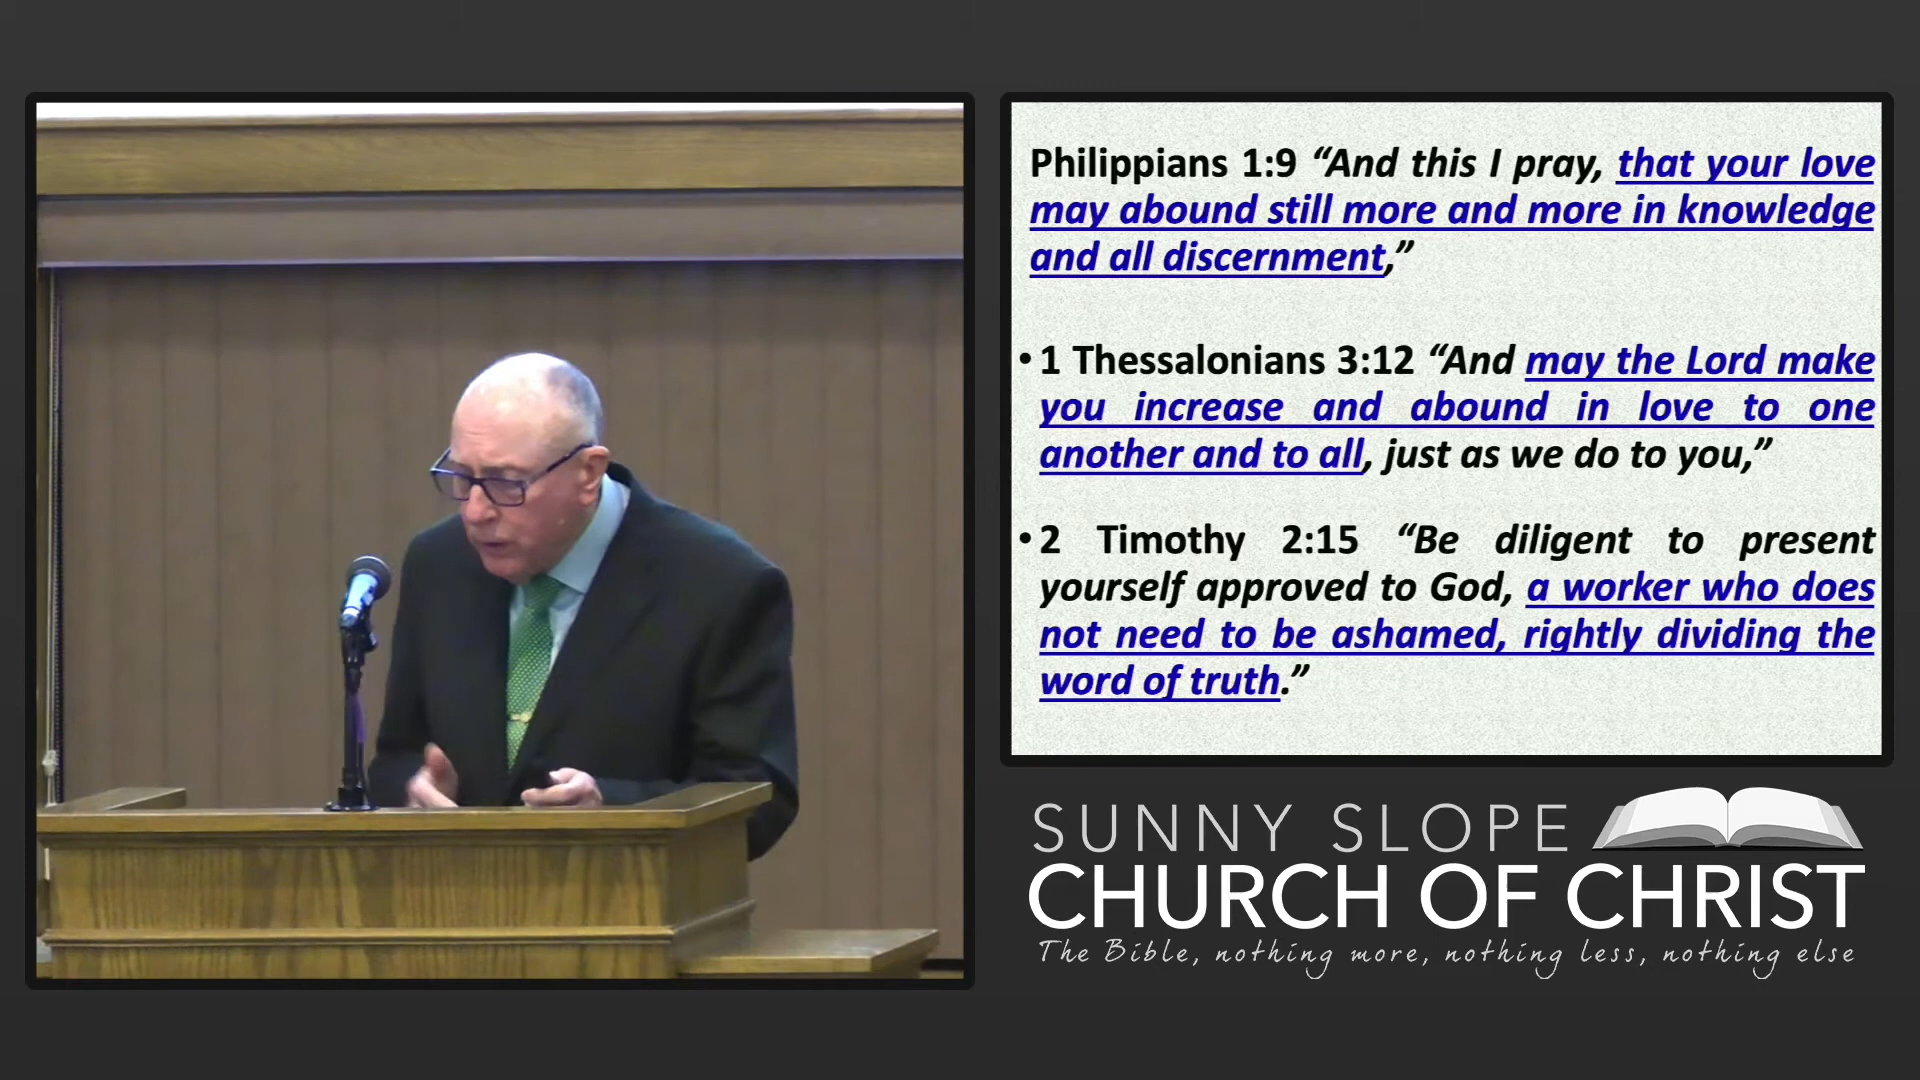 Philippians 1:9 “And this I pray, that your love
may abound still more and more in knowledge
and all discernment,”
• 1 Thessalonians 3:12 “And may the Lord make
you increase and abound in love to one
another and to all, just as we do to you,”
• 2 Timothy 2:15 “Be diligent to present
yourself approved to God, a worker who does
not need to be ashamed, rightly dividing the
word of truth.”
SUNNY SLOPE
CHURCH OF CHRIST
The Bible, nothing more, nothing less, nothing else